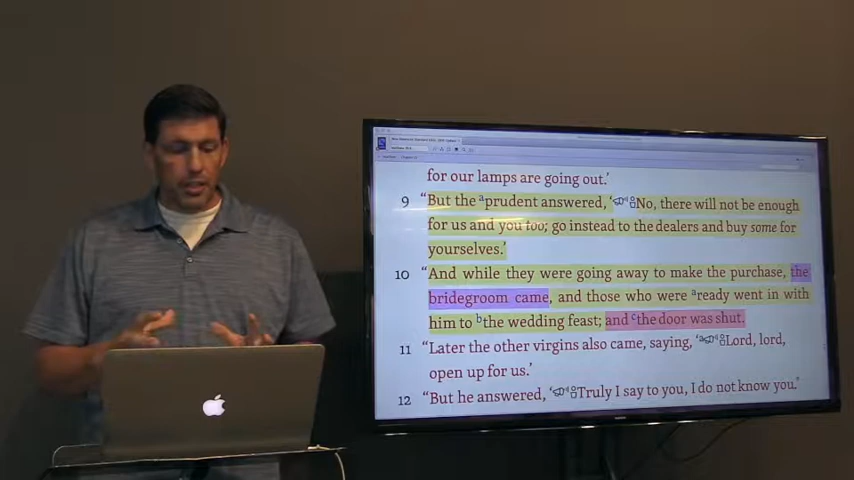 for our lamps are going out.'
9 "But the ᵃprudent answered, 'No, there will not be enough
for us and you too; go instead to the dealers and buy some for
yourselves.'
10 "And while they were going away to make the purchase, the
bridegroom came, and those who were ᵃready went in with
him to ᵇthe wedding feast; and ᶜthe door was shut.
11 "Later the other virgins also came, saying, 'ᵃLord, lord,
open up for us.'
12 "But he answered, 'Truly I say to you, I do not know you.'